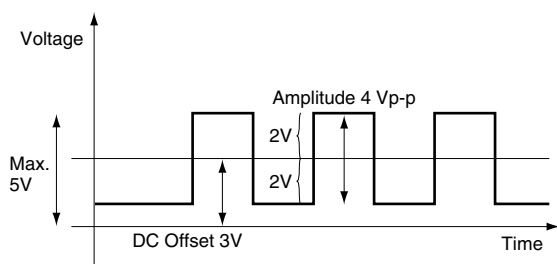 Voltage
Amplitude 4 Vp-p
2V
Max.
5V
2V
DC Offset 3V
Time